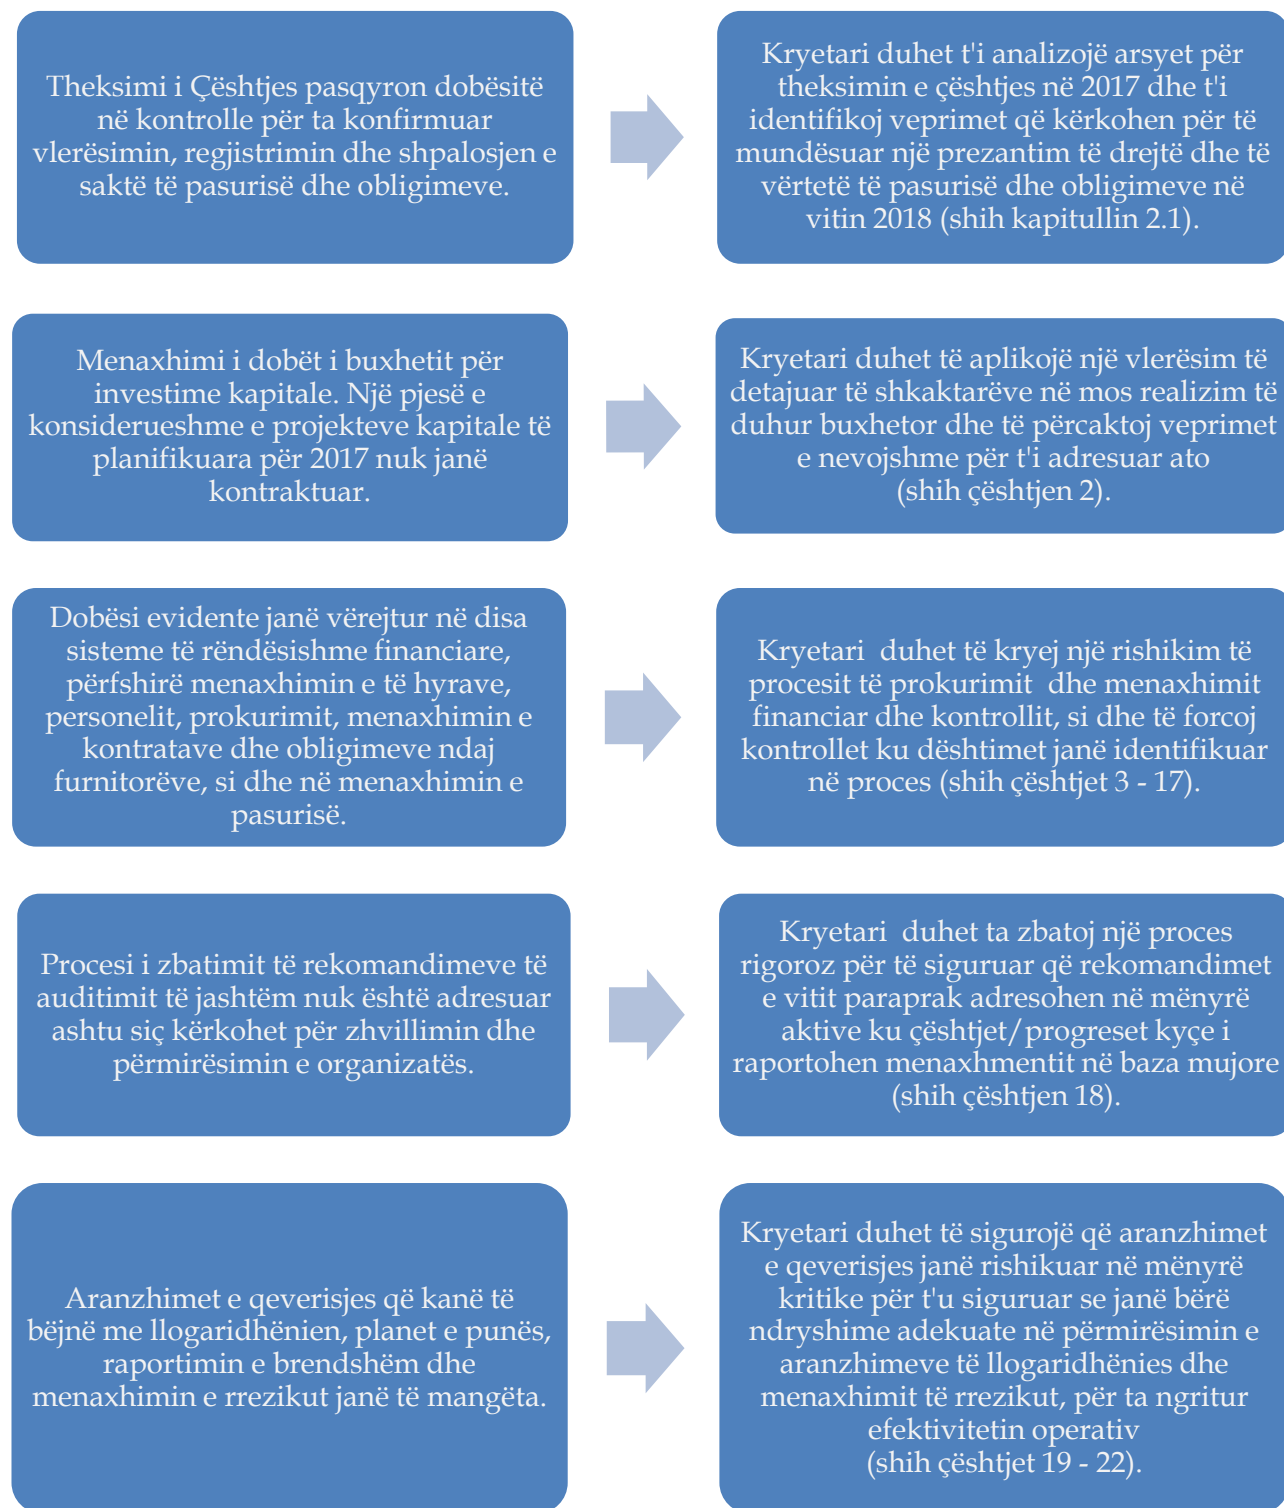 Theksimi i Çështjes pasqyron dobësitë
në kontrolle për ta konfirmuar
vlerësimin, regjistrimin dhe shpalosjen e
saktë të pasurisë dhe obligimeve.
Kryetari duhet t'i analizojë arsyet për
theksimin e çështjes në 2017 dhe t'i
identifikoj veprimet që kërkohen për të
mundësuar një prezantim të drejtë dhe të
vërtetë të pasurisë dhe obligimeve në
vitin 2018 (shih kapitullin 2.1).
Menaxhimi i dobët i buxhetit për
investime kapitale. Një pjesë e
konsiderueshme e projekteve kapitale të
planifikuara për 2017 nuk janë
kontraktuar.
Kryetari duhet të aplikojë një vlerësim të
detajuar të shkaktarëve në mos realizim të
duhur buxhetor dhe të përcaktoj veprimet
e nevojshme për t'i adresuar ato
(shih çështjen 2).
Dobësi evidente janë vërejtur në disa
sisteme të rëndësishme financiare,
përfshirë menaxhimin e të hyrave,
personelit, prokurimit, menaxhimin e
kontratave dhe obligimeve ndaj
furnitorëve, si dhe në menaxhimin e
pasurisë.
Kryetari duhet të kryej një rishikim të
procesit të prokurimit dhe menaxhimit
financiar dhe kontrollit, si dhe të forcoj
kontrollet ku dështimet janë identifikuar
në proces (shih çështjet 3 - 17).
Procesi i zbatimit të rekomandimeve të
auditimit të jashtëm nuk është adresuar
ashtu siç kërkohet për zhvillimin dhe
përmirësimin e organizatës.
Kryetari duhet ta zbatoj një proces
rigoroz për të siguruar që rekomandimet
e vitit paraprak adresohen në mënyrë
aktive ku çështjet/progreset kyçe i
raportohen menaxhmentit në baza mujore
(shih çështjen 18).
Aranzhimet e qeverisjes që kanë të
bëjnë me llogaridhënien, planet e punës,
raportimin e brendshëm dhe
menaxhimin e rrezikut janë të mangëta.
Kryetari duhet të sigurojë që aranzhimet
e qeverisjes janë rishikuar në mënyrë
kritike për t'u siguruar se janë bërë
ndryshime adekuate në përmirësimin e
aranzhimeve të llogaridhënies dhe
menaxhimit të rrezikut, për ta ngritur
efektivitetin operativ
(shih çështjet 19 - 22).